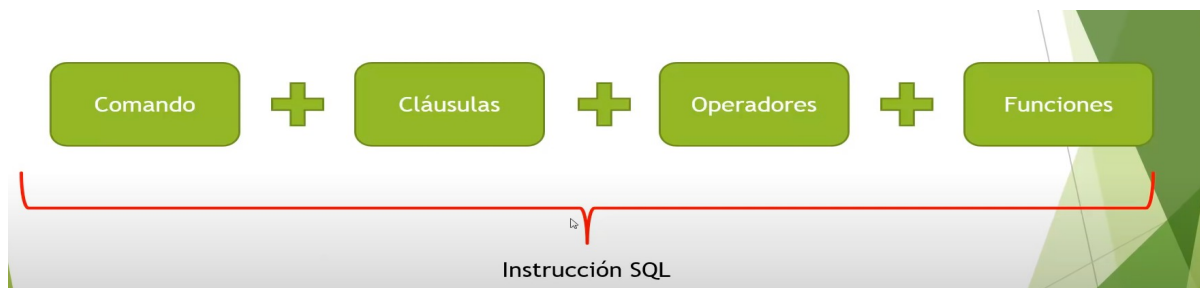 Comando
Cláusulas
Operadores
Funciones
Instrucción SQL